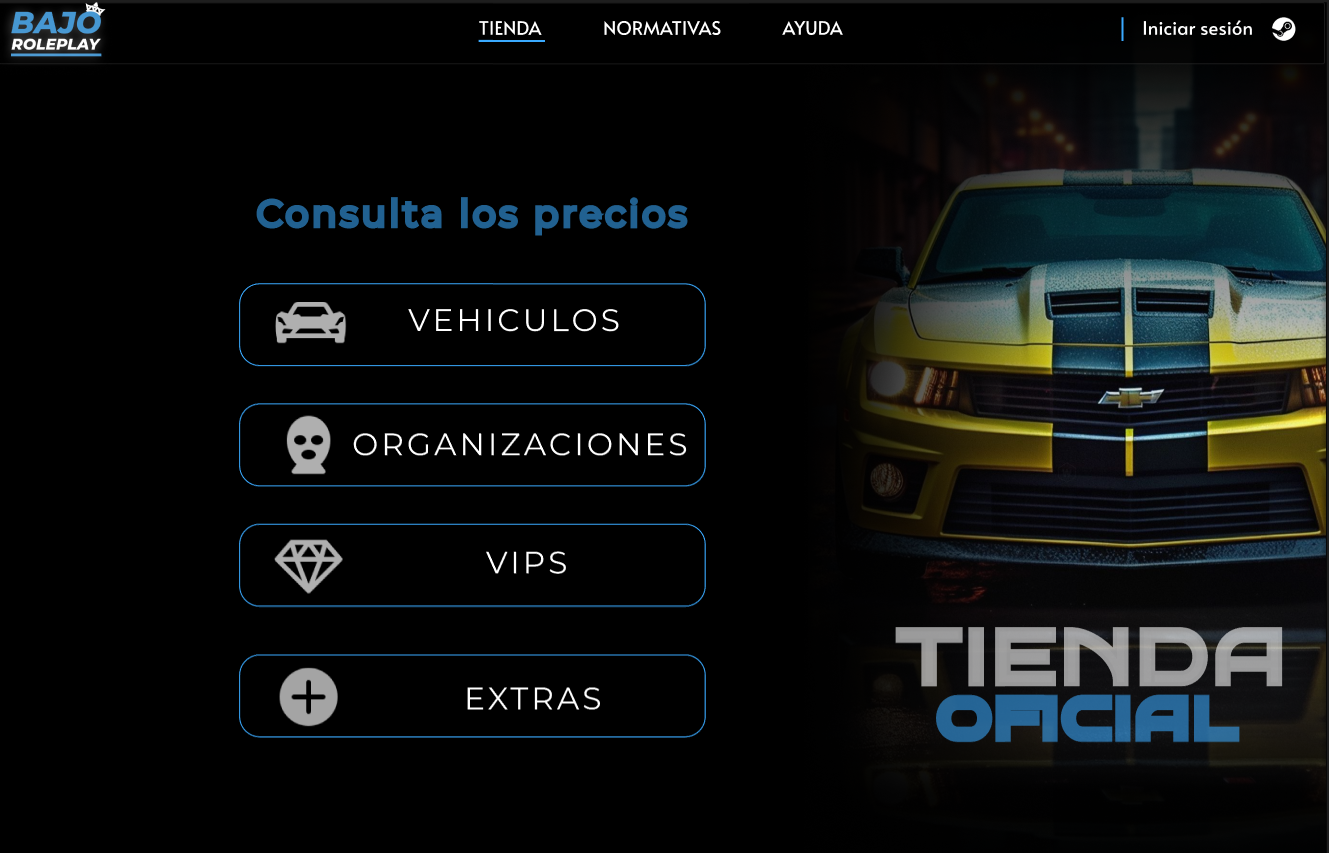 BAJO
ROLEPLAY
TIENDA
NORMATIVAS
AYUDA
Iniciar sesión
Consulta los precios
VEHICULOS
ORGANIZACIONES
VIPS
EXTRAS
TIENDA
OFICIAL